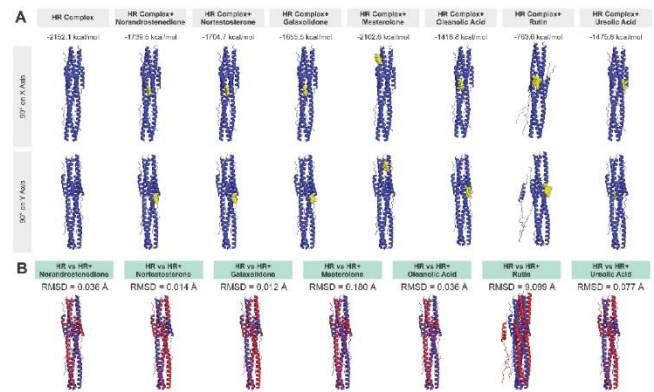 A
HR Complex
HR Complex+
Norandrostenedione
HR Complex+
Nortestosterone
HR Complex+
Galaxolidone
HR Complex+
Mesterolone
HR Complex+
Oleanolic Acid
HR Complex+
Rutin
HR Complex+
Ursolic Acid
-2162.1 kcal/mol
-1739.5 kcal/mol
-1704.7 kcal/mol
-1655.5 kcal/mol
-2102.8 kcal/mol
-1418.8 kcal/mol
-763.6 kcal/mol
-1475.8 kcal/mol
90° on X Axis
90° on Y Axis
B
HR vs HR+
Norandrostenedione
HR vs HR+
Nortestosterone
HR vs HR+
Galaxolidone
HR vs HR+
Mesterolone
HR vs HR+
Oleanolic Acid
HR vs HR+
Rutin
HR vs HR+
Ursolic Acid
RMSD = 0.036 Å
RMSD = 0.014 Å
RMSD = 0.012 Å
RMSD = 0.180 Å
RMSD = 0.036 Å
RMSD = 9.099 Å
RMSD = 0.077 Å